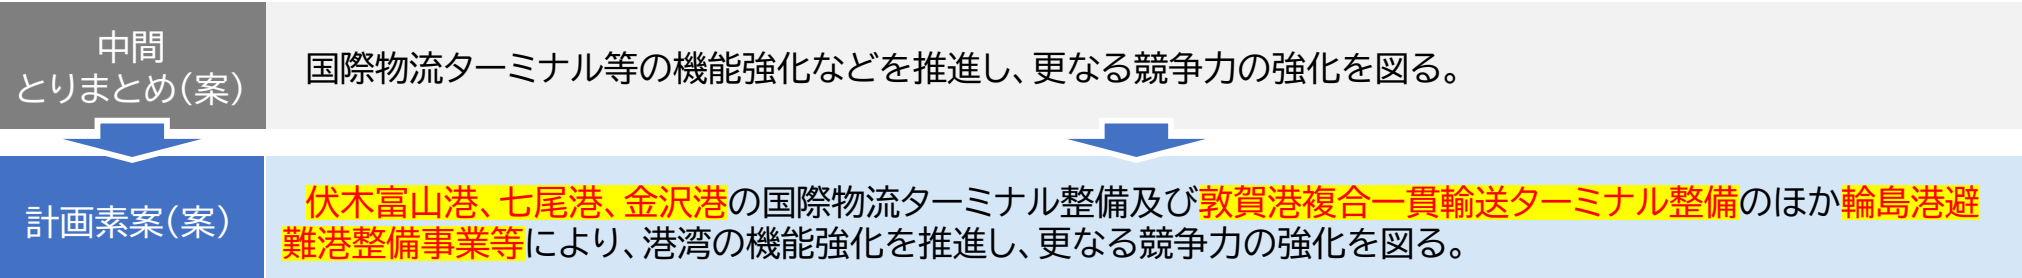 中間
とりまとめ(案)
国際物流ターミナル等の機能強化などを推進し、更なる競争力の強化を図る。
計画素案(案)
伏木富山港、七尾港、金沢港の国際物流ターミナル整備及び敦賀港複合一貫輸送ターミナル整備のほか輪島港避
難港整備事業等により、港湾の機能強化を推進し、更なる競争力の強化を図る。